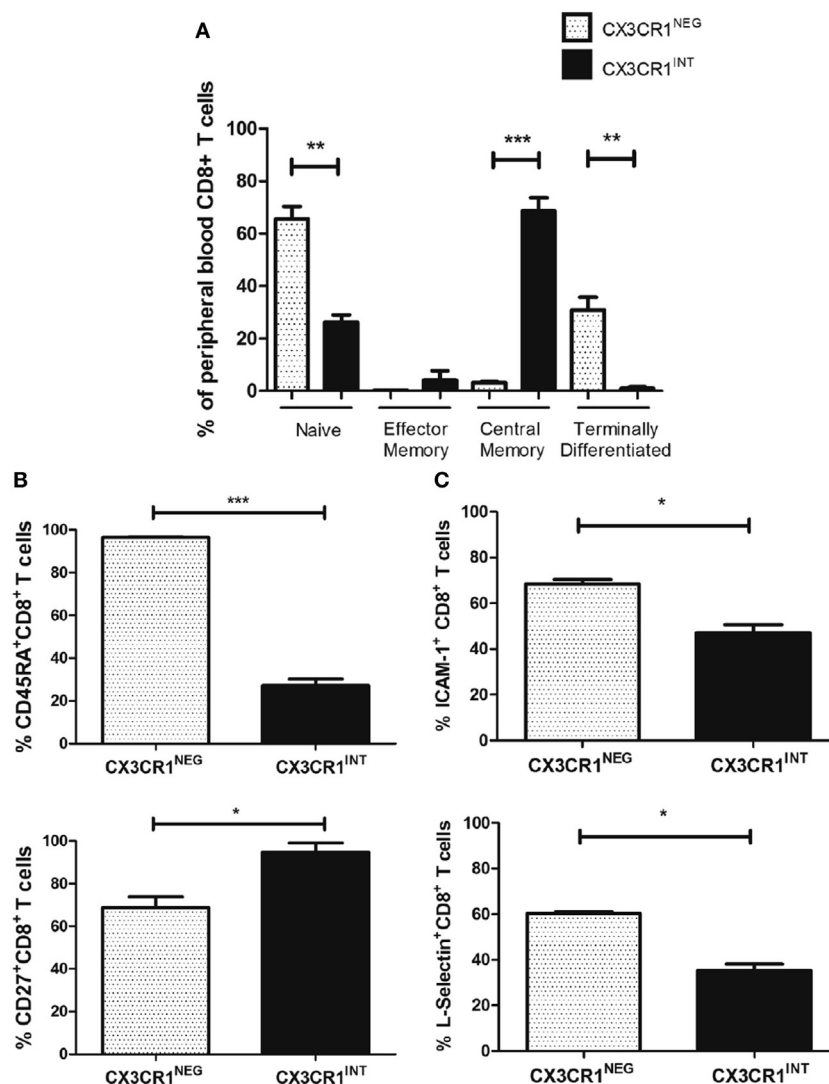 A
CX3CR1NEG
CX3CR1INT
% of peripheral blood CD8+ T cells
100
80
60
40
20
0
**
***
**
Naive
Effector
Memory
Central
Memory
Terminally
Differentiated
B
% CD45RA+CD8+ T cells
100
80
60
40
20
0
***
CX3CR1NEG
CX3CR1INT
C
% ICAM-1+ CD8+ T cells
100
80
60
40
20
0
*
CX3CR1NEG
CX3CR1INT
% CD27+CD8+ T cells
100
80
60
40
20
0
*
CX3CR1NEG
CX3CR1INT
% L-Selectin+CD8+ T cells
100
80
60
40
20
0
*
CX3CR1NEG
CX3CR1INT